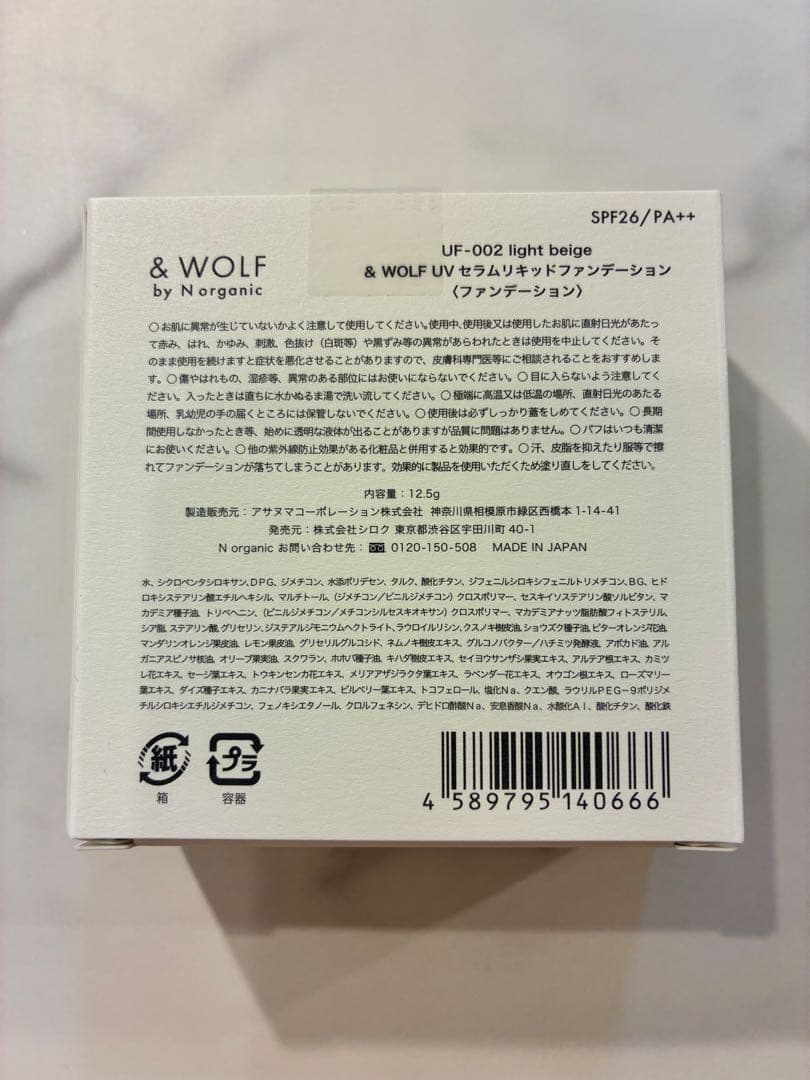 SPF26/PA++
& WOLF
by N organic
UF-002 light beige
& WOLF UV セラムリキッドファンデーション
〈ファンデーション〉
○お肌に異常が生じていないかよく注意して使用してください。使用中、使用後又は使用したお肌に直射日光があたっ
て赤み、はれ、かゆみ、刺激、色抜け（白斑等）や黒ずみ等の異常があらわれたときは使用を中止してください。そ
のまま使用を続けますと症状を悪化させることがありますので、皮膚科専門医等にご相談されることをおすすめしま
す。○傷やはれもの、湿疹等、異常のある部位にはお使いにならないでください。○目に入らないよう注意してく
ださい。入ったときは直ちに水かぬるま湯で洗い流してください。○極端に高温又は低温の場所、直射日光のあたる
場所、乳幼児の手の届くところには保管しないでください。○使用後は必ずしっかり蓋をしめてください。○長期
間使用しなかったとき等、始めに透明な液体が出ることがありますが品質に問題はありません。○パフはいつも清潔
にお使いください。○他の紫外線防止効果がある化粧品と併用すると効果的です。○汗、皮脂を抑えたり服等で擦
れてファンデーションが落ちてしまうことがあります。効果的に製品を使用いただくため塗り直しをしてください。
内容量：12.5g
製造販売元：アサヌマコーポレーション株式会社 神奈川県相模原市緑区西橋本 1-14-41
発売元：株式会社シロク 東京都渋谷区宇田川町 40-1
N organic お問い合わせ先： 0120-150-508 MADE IN JAPAN
水、シクロペンタシロキサン、DPG、ジメチコン、水添ポリデセン、タルク、酸化チタン、ジフェニルシロキシフェニルトリメチコン、BG、ヒド
ロキシステアリン酸エチルヘキシル、マルチトール、（ジメチコン／ビニルジメチコン）クロスポリマー、セスキイソステアリン酸ソルビタン、マ
カデミア種子油、トリベヘニン、（ビニルジメチコン／メチコンシルセスキオキサン）クロスポリマー、マカデミアナッツ脂肪酸フィトステリル、
シア脂、ステアリン酸、グリセリン、ジステアルジモニウムヘクトライト、ラウロイルリシン、クスノキ樹皮油、ショウズク種子油、ビターオレンジ花油、
マンダリンオレンジ果皮油、レモン果皮油、グリセリルグルコシド、ネムノキ樹皮エキス、グルコノバクター／ハチミツ発酵液、アボカド油、アル
ガニアスピノサ核油、オリーブ果実油、スクワラン、ホホバ種子油、キハダ樹皮エキス、セイヨウサンザシ果実エキス、アルテア根エキス、カミツ
レ花エキス、セージ葉エキス、トウキンセンカ花エキス、メリアアザジラクタ葉エキス、ラベンダー花エキス、オウゴン根エキス、ローズマリー
葉エキス、ダイズ種子エキス、カニナバラ果実エキス、ビルベリー葉エキス、トコフェロール、塩化Ｎａ、クエン酸、ラウリルＰＥＧ－９ポリジメ
チルシロキシエチルジメチコン、フェノキシエタノール、クロルフェネシン、デヒドロ酢酸Ｎａ、安息香酸Ｎａ、水酸化Ａｌ、酸化チタン、酸化鉄
紙
箱
プラ
容器
4 589795 140666